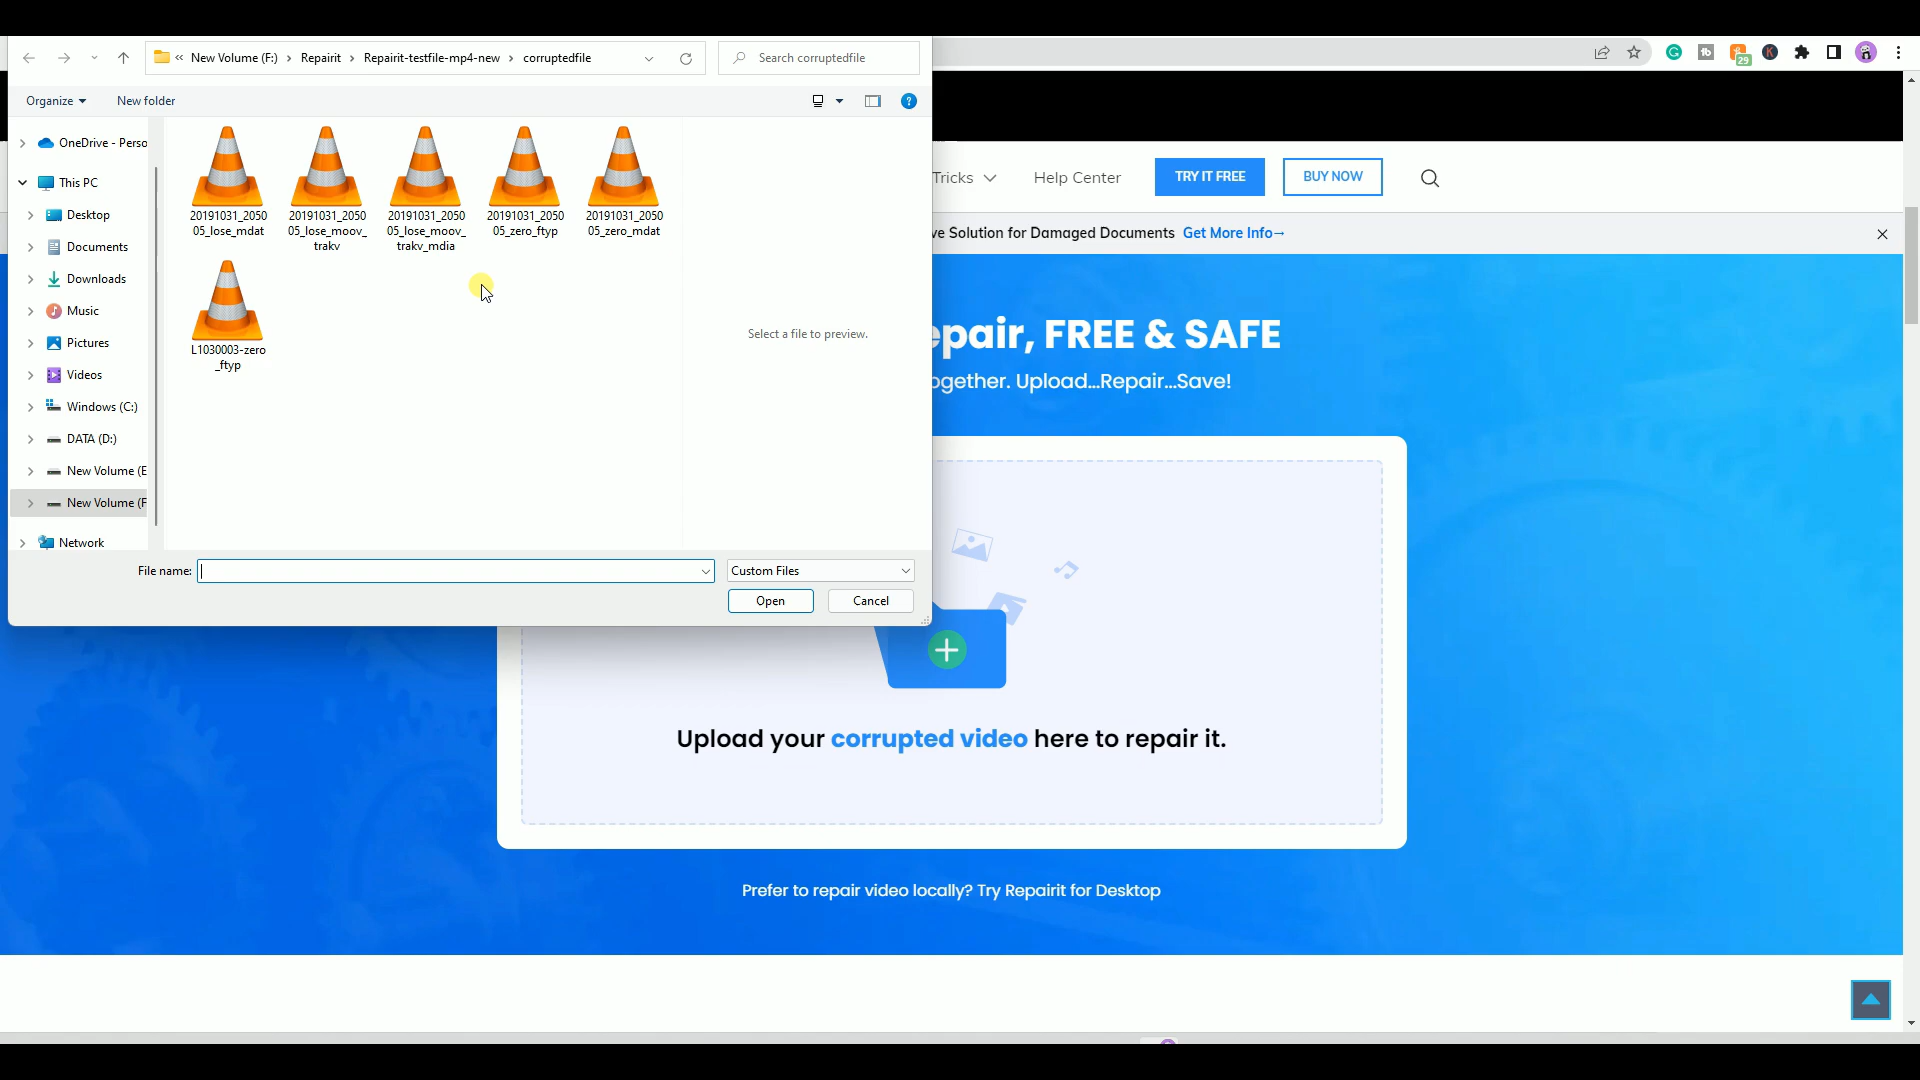 « New Volume (F:) › Repairit › Repairit-testfile-mp4-new › corruptedfile
Search corruptedfile
29
Organize
New folder
OneDrive - Perso
This PC
Desktop
Documents
Downloads
Music
Pictures
Videos
Windows (C:)
DATA (D:)
New Volume (E
New Volume (F
Network
20191031_2050
05_lose_mdat
20191031_2050
05_lose_moov_
trakv
20191031_2050
05_lose_moov_
trakv_mdia
20191031_2050
05_zero_ftyp
20191031_2050
05_zero_mdat
L1030003-zero
_ftyp
Select a file to preview.
File name:
Custom Files
Open
Cancel
Tricks
Help Center
TRY IT FREE
BUY NOW
ve Solution for Damaged Documents Get More Info→
epair, FREE & SAFE
ogether. Upload...Repair...Save!
Upload your corrupted video here to repair it.
Prefer to repair video locally? Try Repairit for Desktop